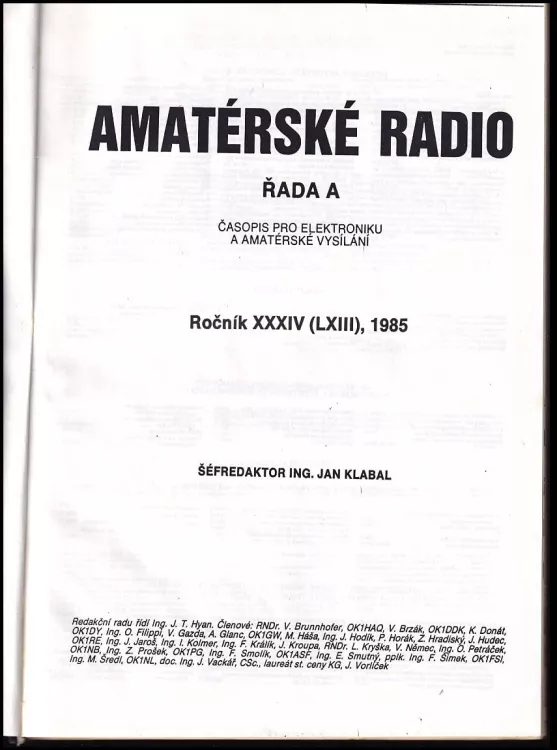 AMATÉRSKÉ RADIO
ŘADA A
ČASOPIS PRO ELEKTRONIKU
A AMATÉRSKÉ VYSÍLÁNÍ
Ročník XXXIV (LXIII), 1985
ŠÉFREDAKTOR ING. JAN KLABAL
Redakční radu řídí Ing. J. T. Hyan. Členové: RNDr. V. Brunnhofer, OK1HAQ, V. Brzák, OK1DDK, K. Donát,
OK1DY, Ing. O. Filippi, V. Gazda, A. Glanc, OK1GW, M. Háša, Ing. J. Hodík, P. Horák, Z. Hradiský, J. Hudec,
OK1RE, Ing. J. Jaroš, Ing. I. Kolmer, Ing. F. Králík, J. Kroupa, RNDr. L. Kryška, V. Němec, Ing. O. Petráček,
OK1NB, Ing. Z. Prošek, OK1PG, Ing. F. Smolík, OK1ASF, Ing. E. Smutný, pplk. Ing. F. Šimek, OK1FSI,
Ing. M. Šredl, OK1NL, doc. Ing. J. Vackář, CSc., laureát st. ceny KG, J. Vorlíček